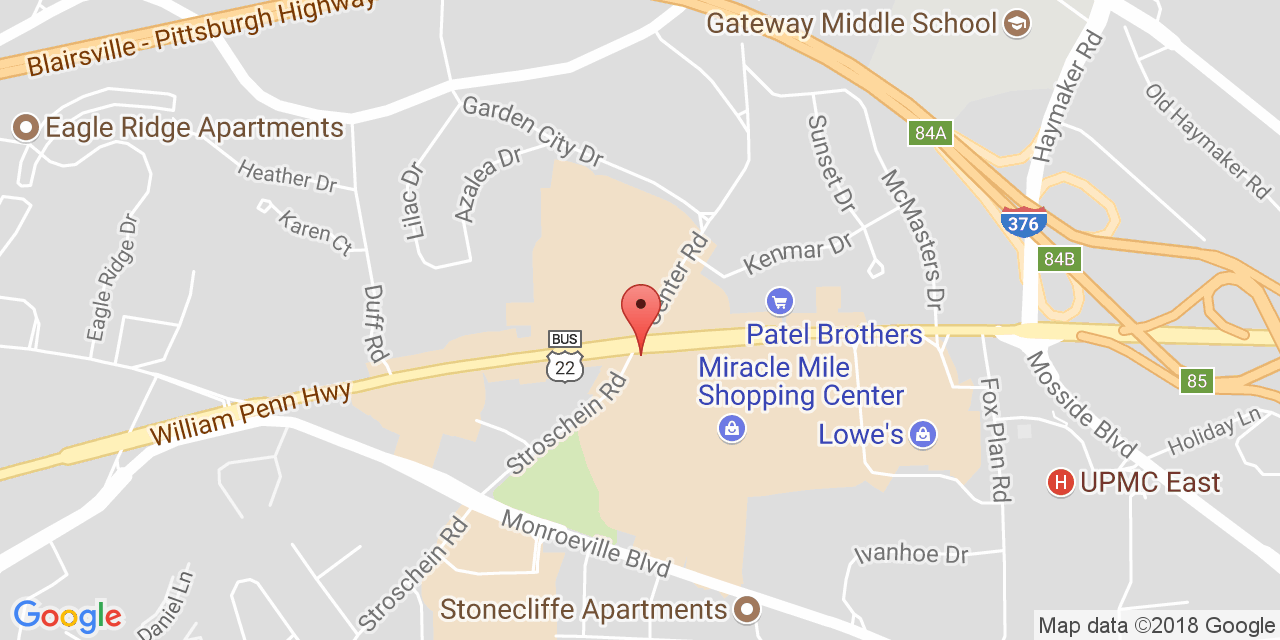 Blairsville - Pittsburgh Highway
Gateway Middle School
Haymaker Rd
Old Haymaker Rd
Eagle Ridge Apartments
Garden City Dr
84A
Sunset Dr
Azalea Dr
Lilac Dr
Heather Dr
Karen Ct
McMasters Dr
376
Eagle Ridge Dr
Center Rd
Kenmar Dr
84B
Duff Rd
BUS
22
Patel Brothers
Miracle Mile
Shopping Center
85
William Penn Hwy
Stroschein Rd
Lowe's
Fox Plan Rd
Mosside Blvd
Holiday Ln
H
UPMC East
Monroeville Blvd
Ivanhoe Dr
Stroschein Rd
Daniel Ln
Stonecliffe Apartments
Google
Map data ©2018 Google